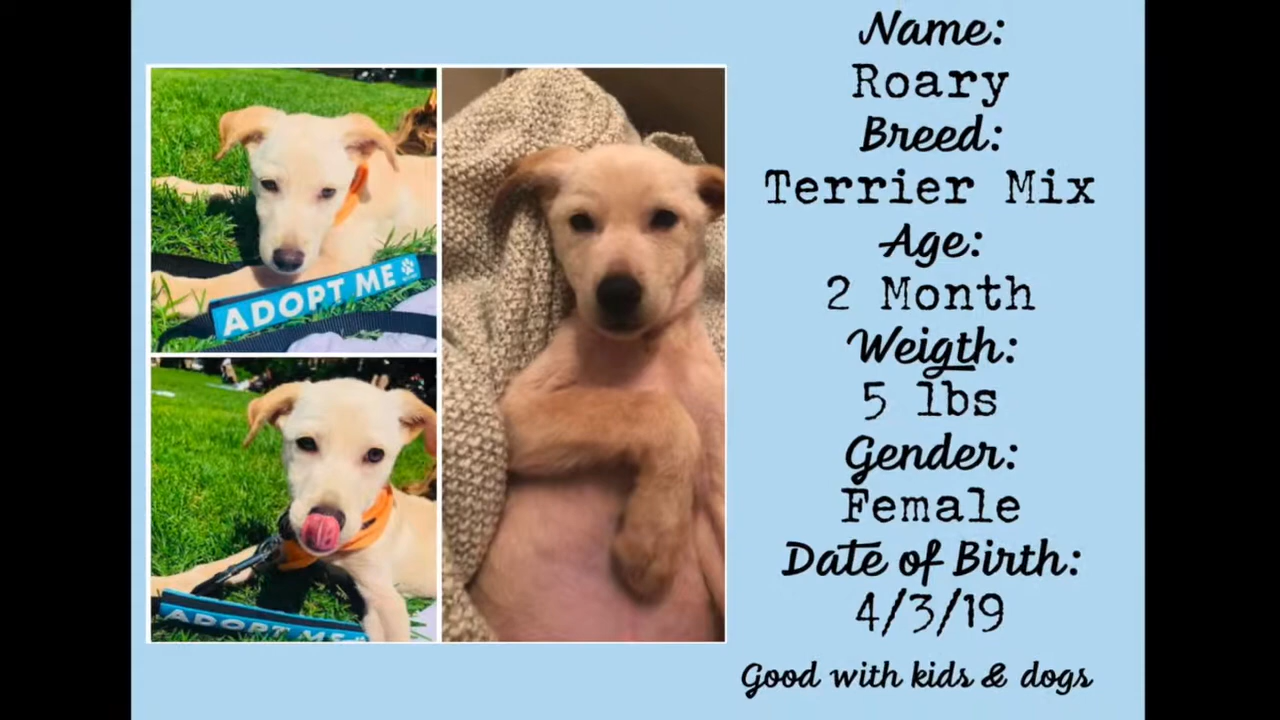 Name:
Roary
Breed:
Terrier Mix
Age:
2 Month
Weigth:
5 lbs
Gender:
Female
Date of Birth:
4/3/19
Good with kids & dogs
ADOPT ME
ADOPT ME